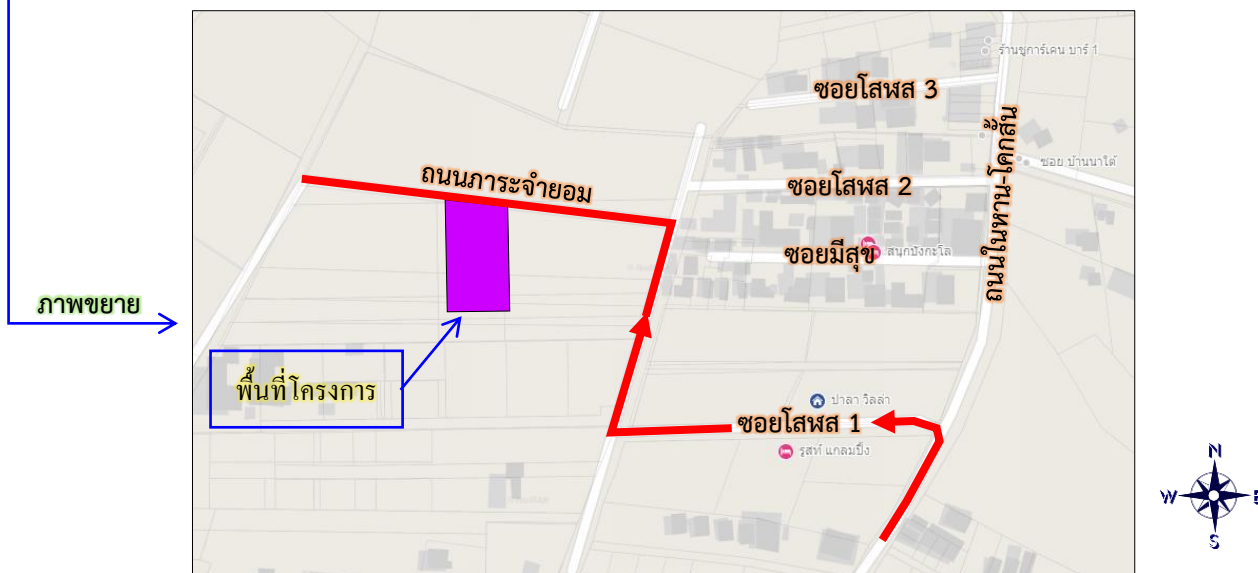 ร้านชูการ์เคน บาร์ 1
ซอยโสฬส 3
ซอย บ้านนาใต้
ถนนภาระจำยอม
ซอยโสฬส 2
ถนนในหาน-โคกสั้น
ซอยมีสุข
สนุกบังกะโล
ภาพขยาย
พื้นที่โครงการ
ปาลา วิลล่า
ซอยโสฬส 1
รูสท์ แกลมปิ้ง
N
W
E
S